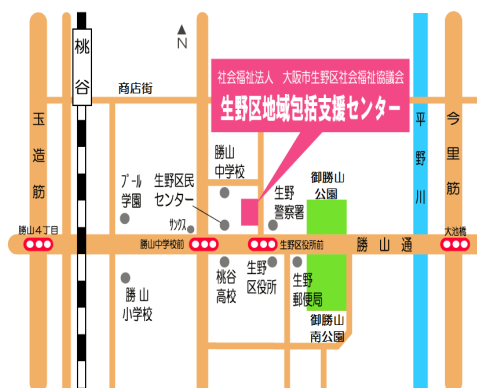 桃谷
N
商店街
社会福祉法人 大阪市生野区社会福祉協議会
生野区地域包括支援センター
玉造筋
平野川
今里筋
勝山
中学校
プール
学園
生野区民
センター
サンクス
生野
警察署
御勝山
公園
勝山4丁目
勝山中学校前
生野区役所前
勝山通
大池橋
勝山
小学校
桃谷
高校
生野
区役所
生野
郵便局
御勝山
南公園